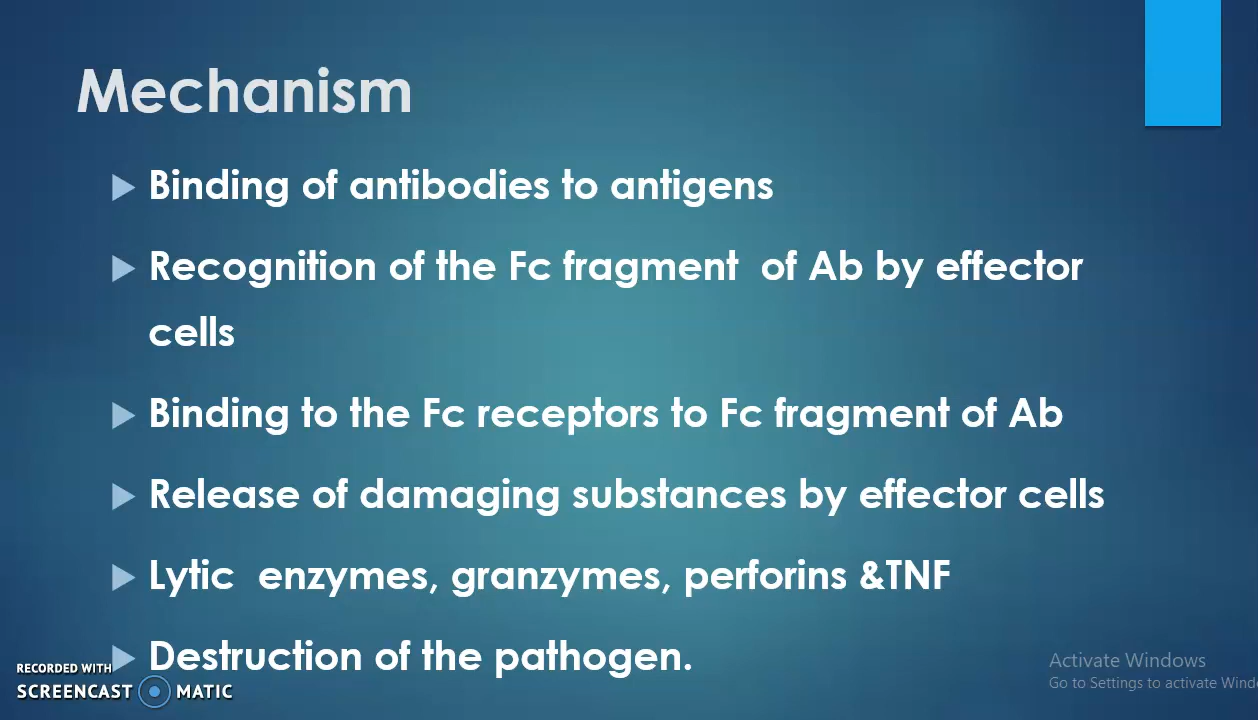 Mechanism
Binding of antibodies to antigens
Recognition of the Fc fragment  of Ab by effector
cells
Binding to the Fc receptors to Fc fragment of Ab
Release of damaging substances by effector cells
Lytic  enzymes, granzymes, perforins &TNF
Destruction of the pathogen.
RECORDED WITH
SCREENCAST MATIC
Activate Windows
Go to Settings to activate Wind